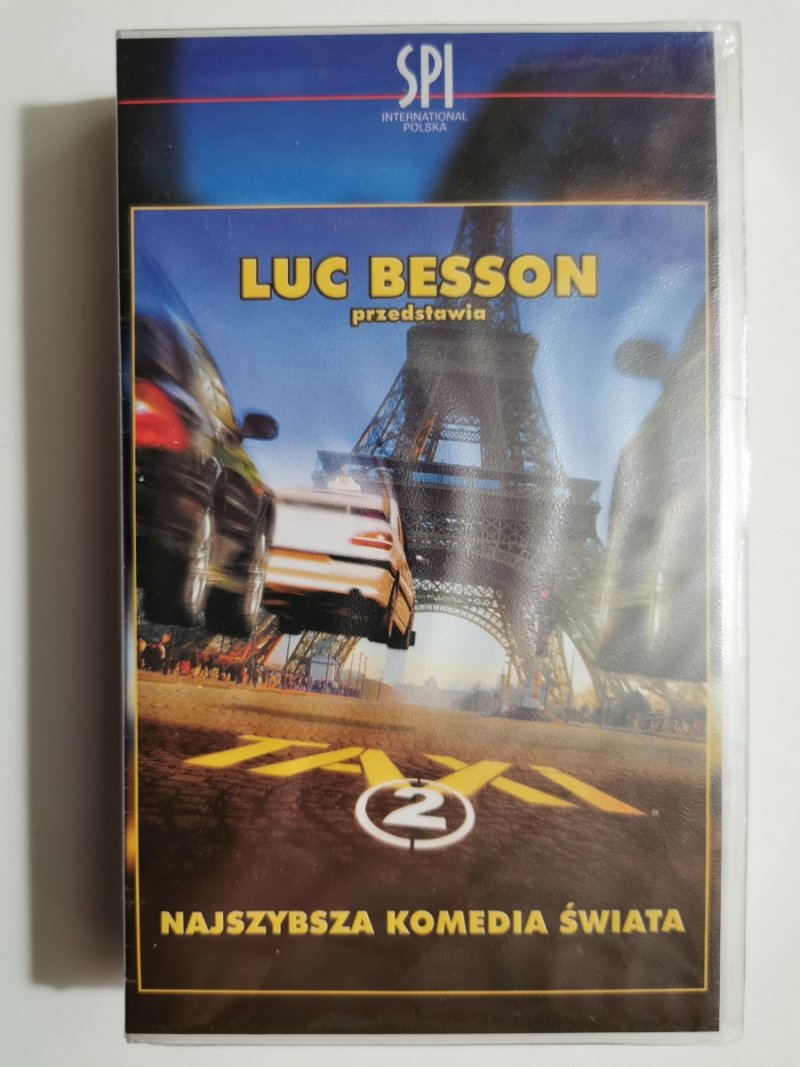 SPI
INTERNATIONAL
POLSKA
LUC BESSON
przedstawia
TAXI
2
NAJSZYBSZA KOMEDIA ŚWIATA